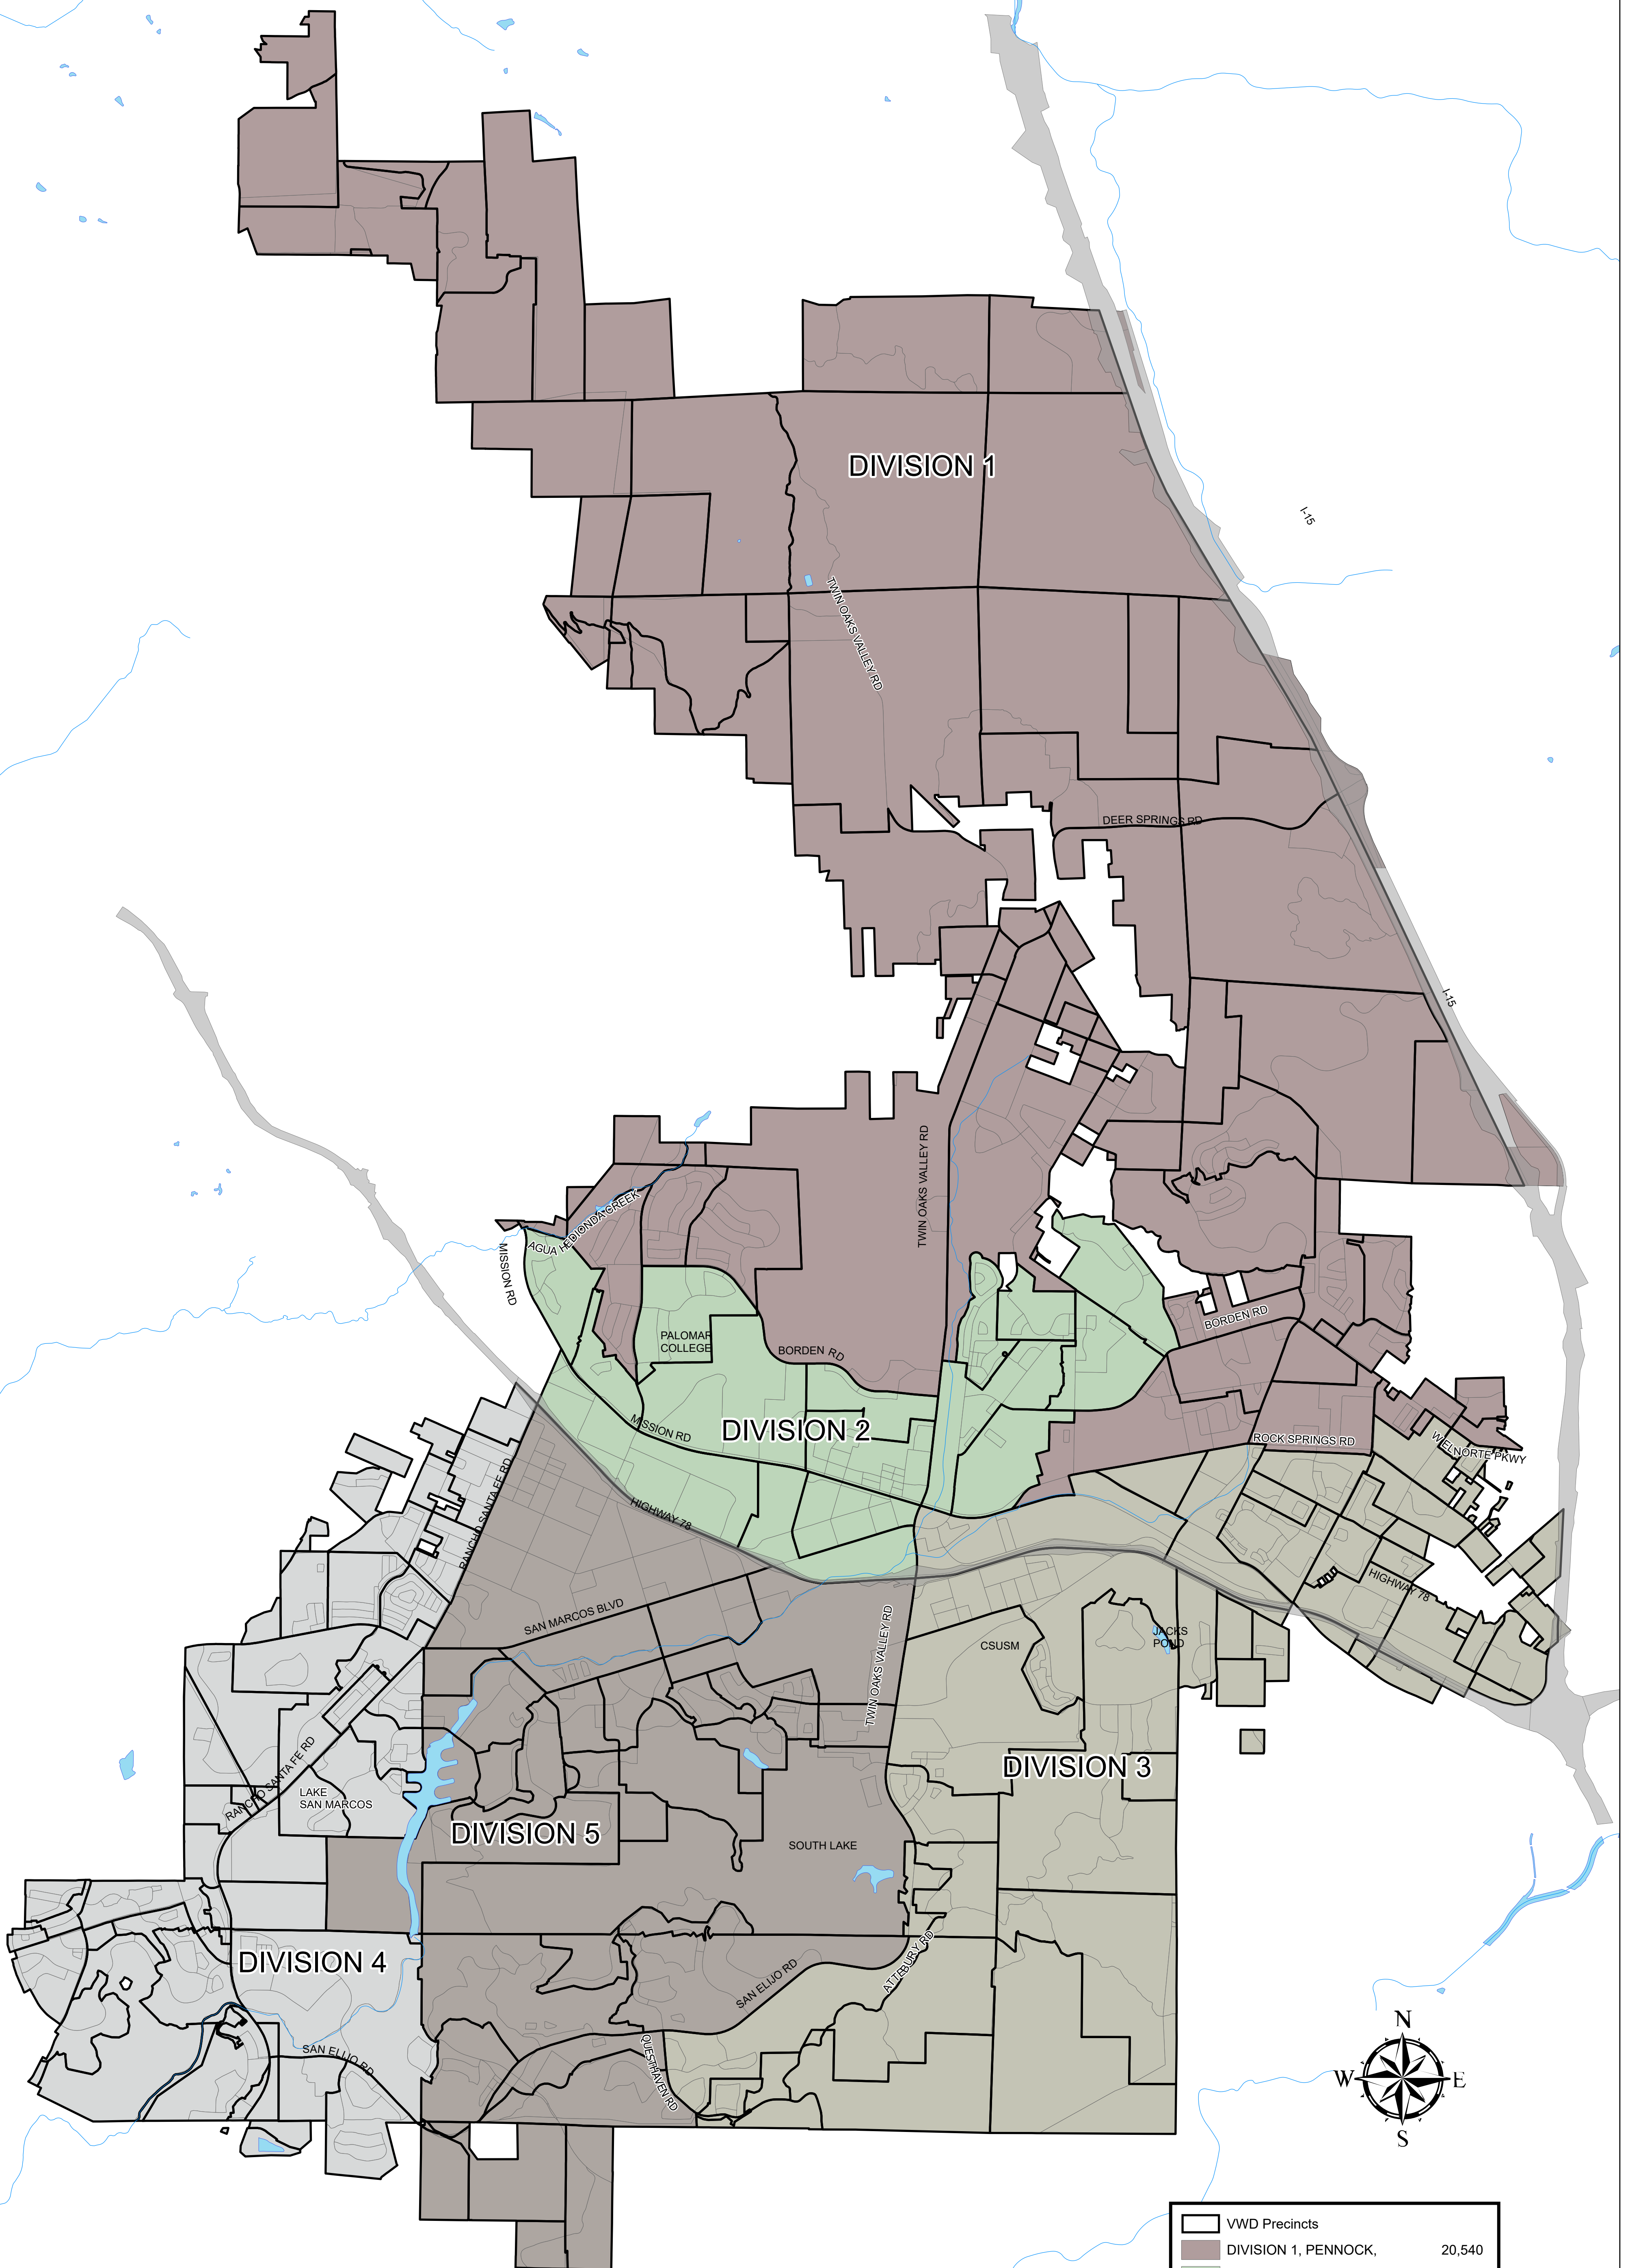 DIVISION 1
I-15
TWIN OAKS VALLEY RD
DEER SPRINGS RD
I-15
TWIN OAKS VALLEY RD
AGUA HEDIONDA CREEK
MISSION RD
BORDEN RD
PALOMAR
COLLEGE
BORDEN RD
MISSION RD
DIVISION 2
ROCK SPRINGS RD
W EL NORTE PKWY
RANCHO SANTA FE RD
HIGHWAY 78
HIGHWAY 78
SAN MARCOS BLVD
TWIN OAKS VALLEY RD
CSUSM
JACKS
POND
DIVISION 3
RANCHO SANTA FE RD
LAKE
SAN MARCOS
DIVISION 5
SOUTH LAKE
DIVISION 4
SAN ELIJO RD
ATTEBURY RD
SAN ELIJO RD
QUESTHAVEN RD
N
W
E
S
VWD Precincts
DIVISION 1, PENNOCK, 20,540